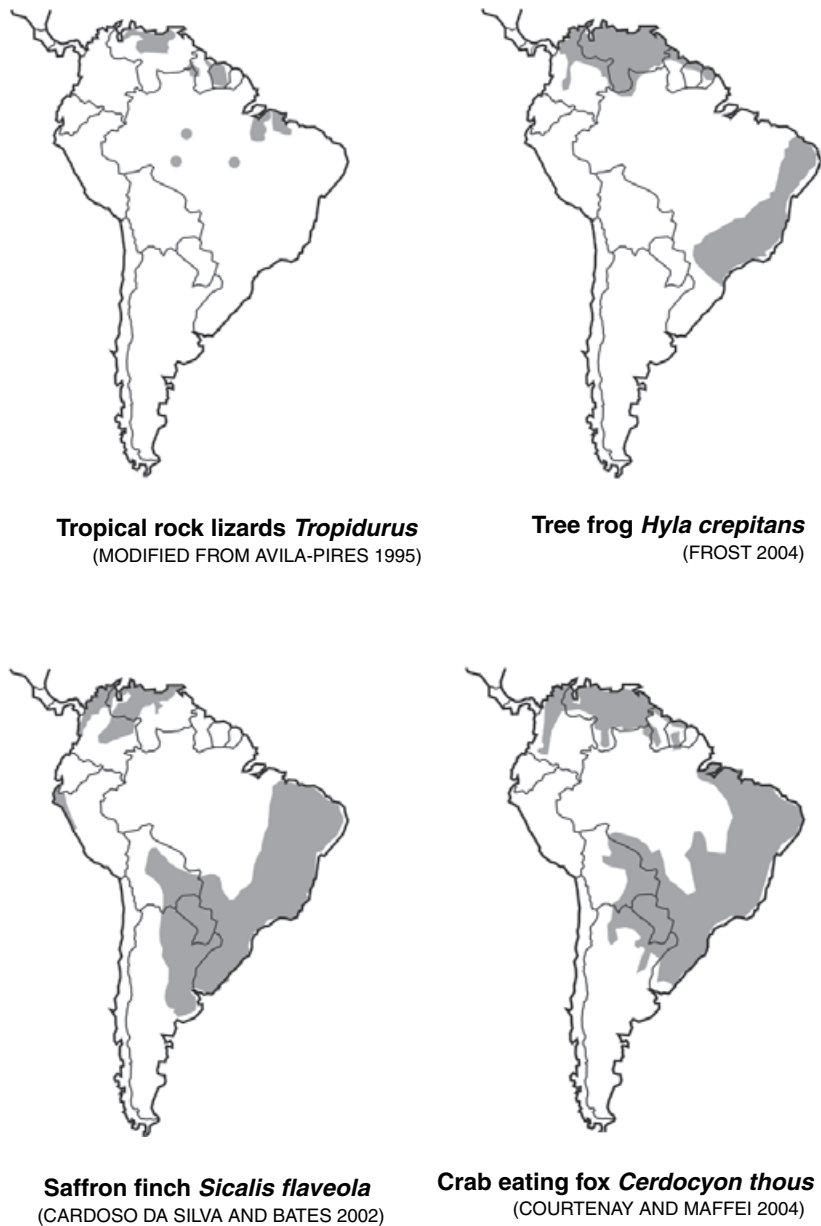 Tropical rock lizards Tropidurus
(MODIFIED FROM AVILA-PIRES 1995)
Tree frog Hyla crepitans
(FROST 2004)
Saffron finch Sicalis flaveola
(CARDOSO DA SILVA AND BATES 2002)
Crab eating fox Cerdocyon thous
(COURTENAY AND MAFFEI 2004)